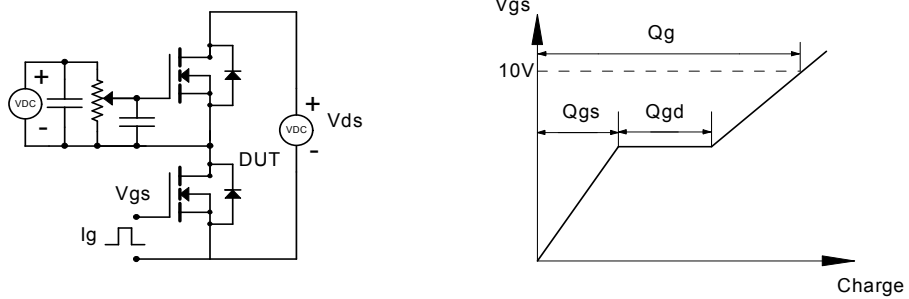 VDC
+
-
Vgs
Ig
DUT
VDC
+
-
Vds
Vgs
10V
Qg
Qgs
Qgd
Charge